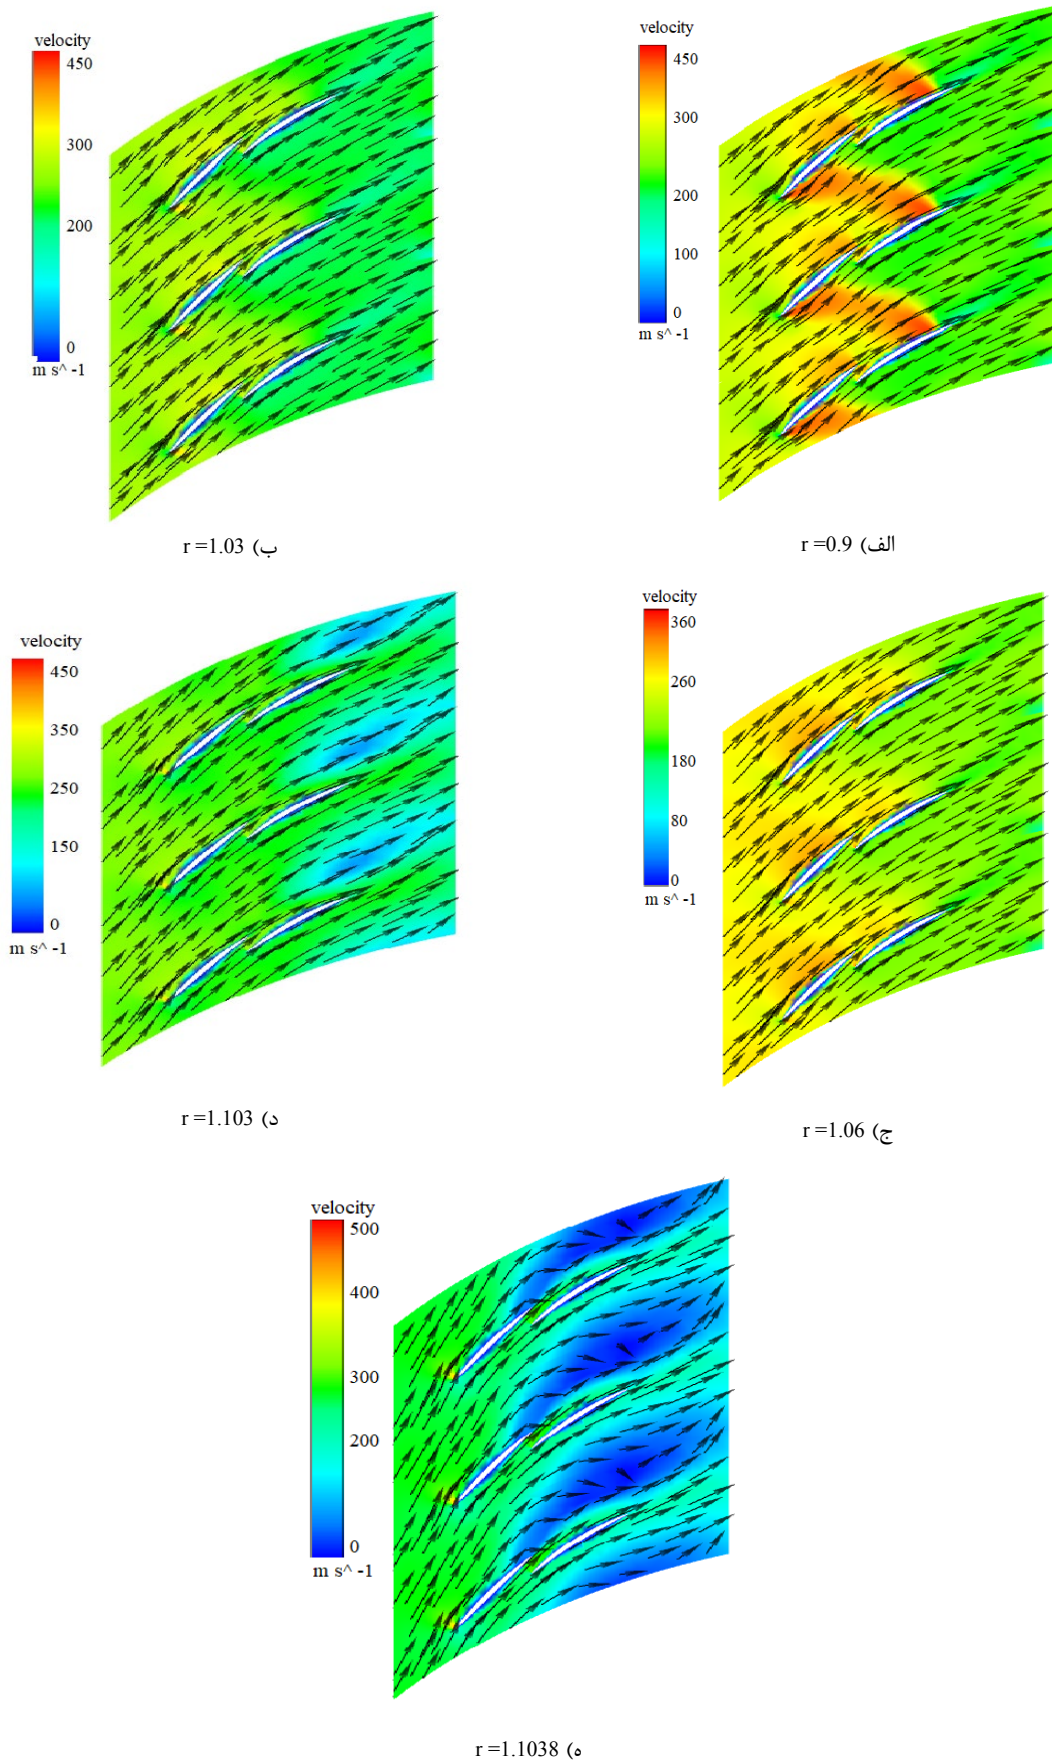 velocity
450
300
200
100
0
m s^ -1
الف) r =0.9
velocity
450
300
200
0
m s^ -1
ب) r =1.03
velocity
360
260
180
80
0
m s^ -1
ج) r =1.06
velocity
450
350
250
150
0
m s^ -1
د) r =1.103
velocity
500
400
300
200
0
m s^ -1
ه) r =1.1038